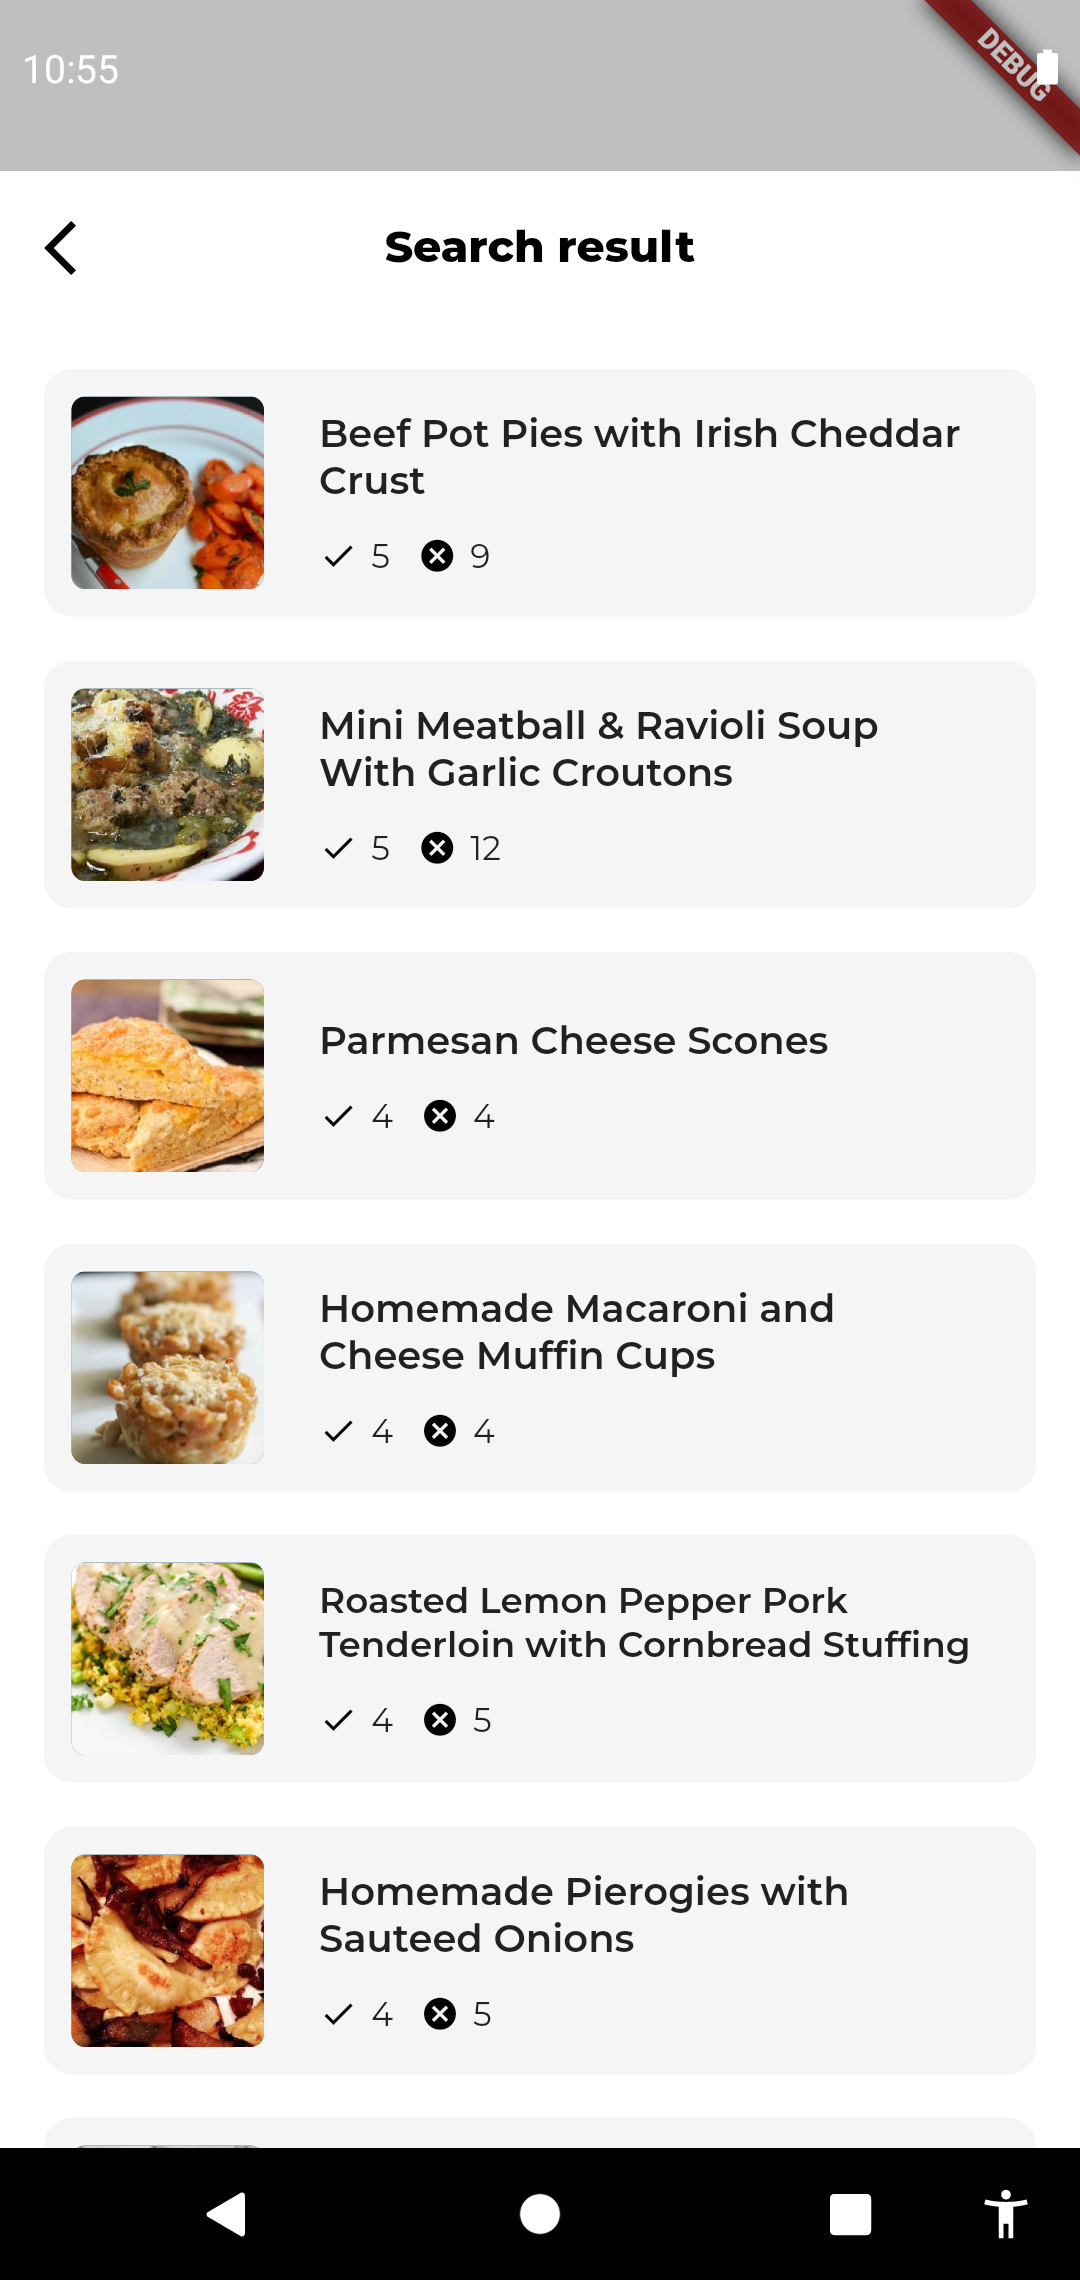 10:55
DEBUG
Search result
Beef Pot Pies with Irish Cheddar
Crust
5 9
Mini Meatball & Ravioli Soup
With Garlic Croutons
5 12
Parmesan Cheese Scones
4 4
Homemade Macaroni and
Cheese Muffin Cups
4 4
Roasted Lemon Pepper Pork
Tenderloin with Cornbread Stuffing
4 5
Homemade Pierogies with
Sauteed Onions
4 5